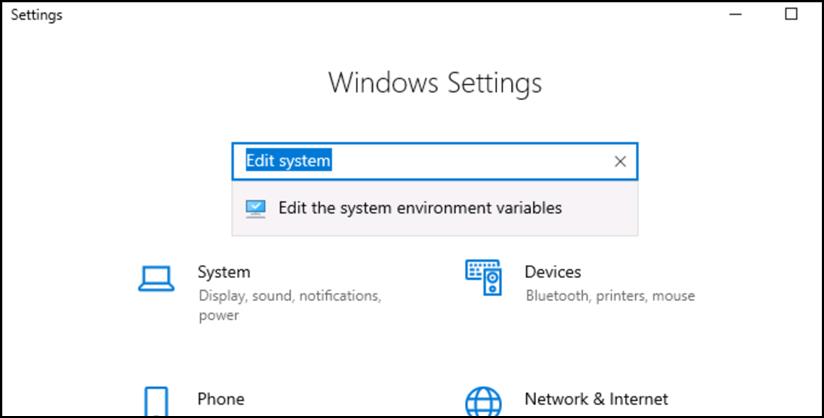 Settings
Windows Settings
Edit system
Edit the system environment variables
System
Display, sound, notifications,
power
Devices
Bluetooth, printers, mouse
Phone
Network & Internet